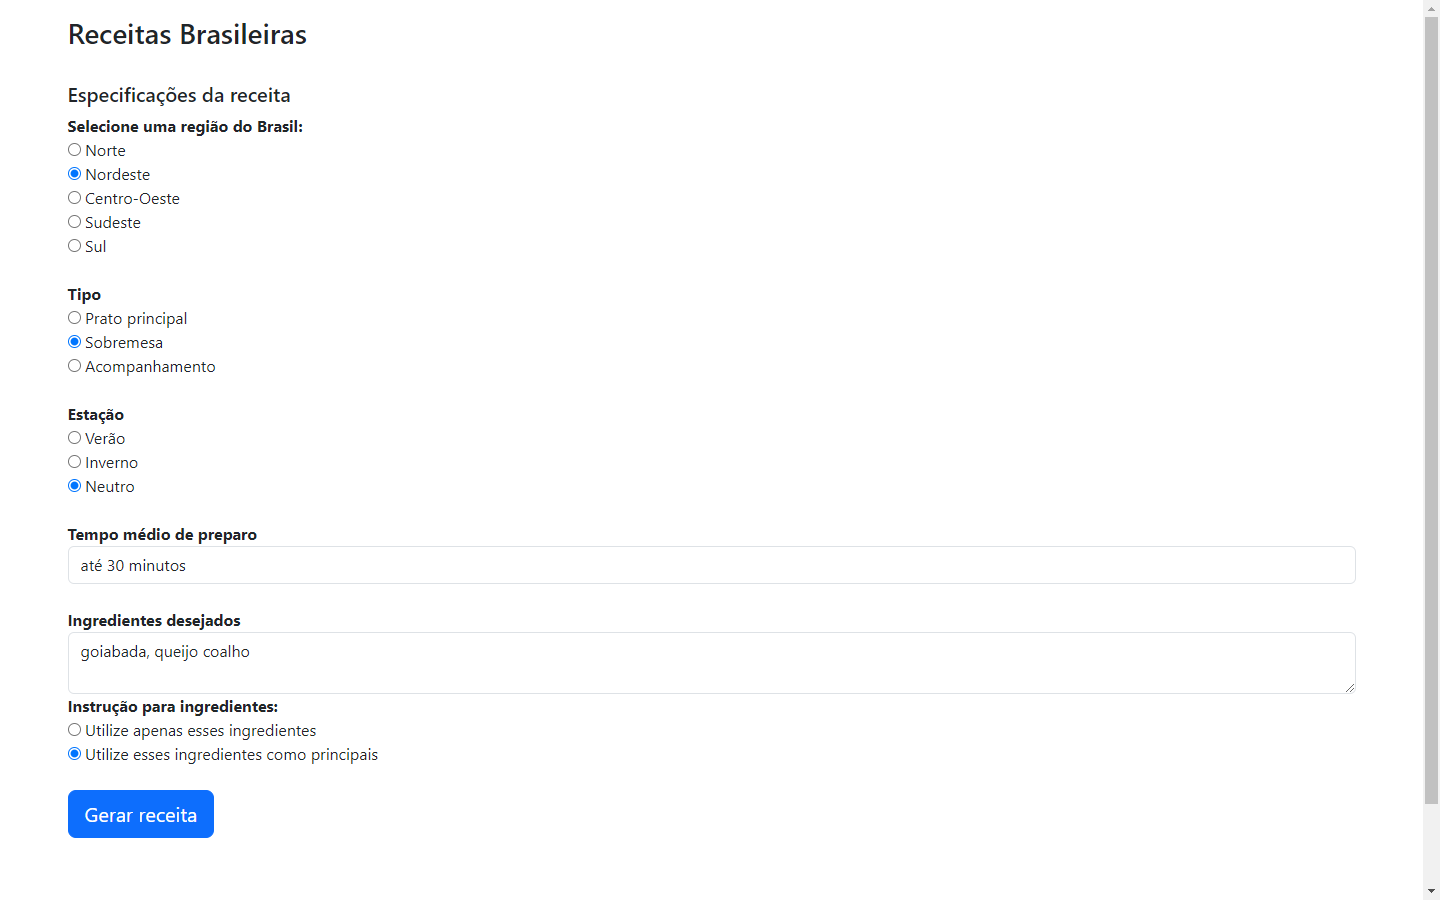 Receitas Brasileiras
Especificações da receita
Selecione uma região do Brasil:
Norte
Nordeste
Centro-Oeste
Sudeste
Sul
Tipo
Prato principal
Sobremesa
Acompanhamento
Estação
Verão
Inverno
Neutro
Tempo médio de preparo
até 30 minutos
Ingredientes desejados
goiabada, queijo coalho
Instrução para ingredientes:
Utilize apenas esses ingredientes
Utilize esses ingredientes como principais
Gerar receita